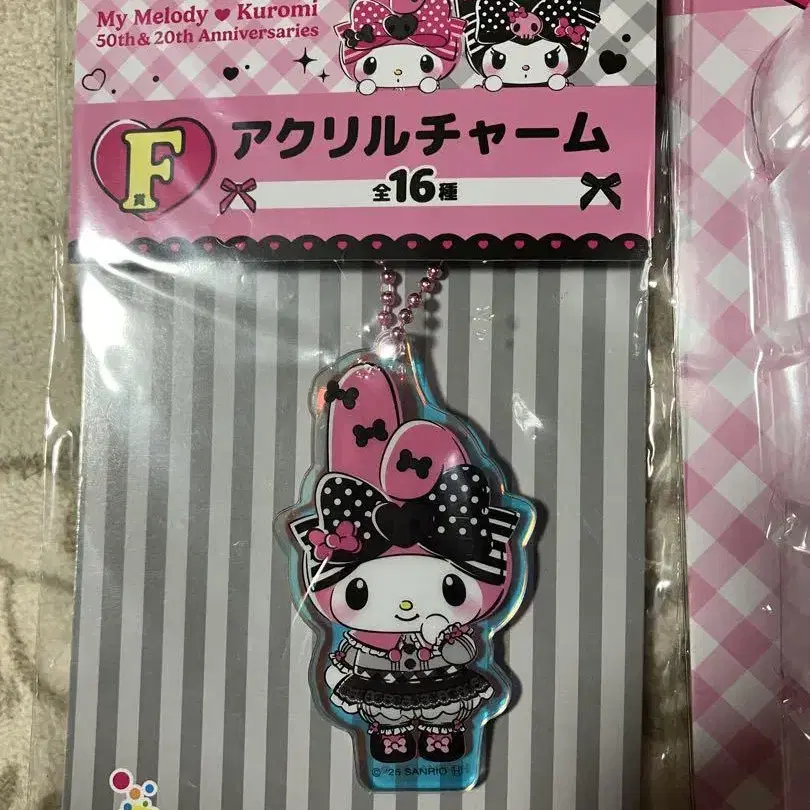 My Melody ♥ Kuromi
50th & 20th Anniversaries
F
賞
アクリルチャーム
全16種
© '25 SANRIO